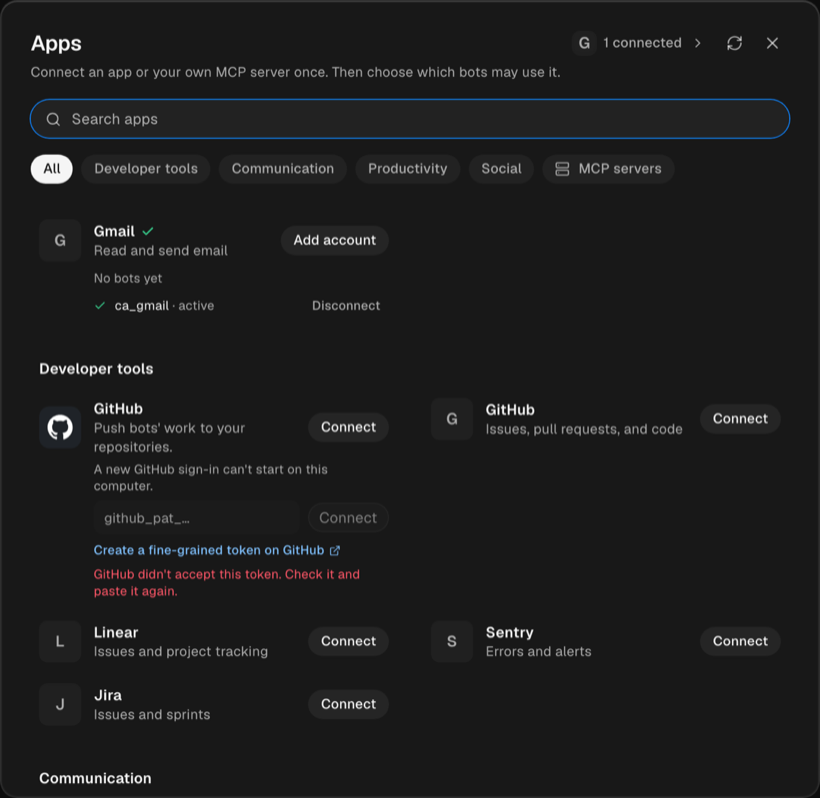 Apps
G 1 connected
Connect an app or your own MCP server once. Then choose which bots may use it.
Search apps
All Developer tools Communication Productivity Social MCP servers
G
Gmail
Read and send email
Add account
No bots yet
ca_gmail · active Disconnect
Developer tools
GitHub
Push bots' work to your
repositories.
Connect
A new GitHub sign-in can't start on this
computer.
github_pat_... Connect
Create a fine-grained token on GitHub
GitHub didn't accept this token. Check it and
paste it again.
G
GitHub
Issues, pull requests, and code
Connect
L
Linear
Issues and project tracking
Connect
S
Sentry
Errors and alerts
Connect
J
Jira
Issues and sprints
Connect
Communication